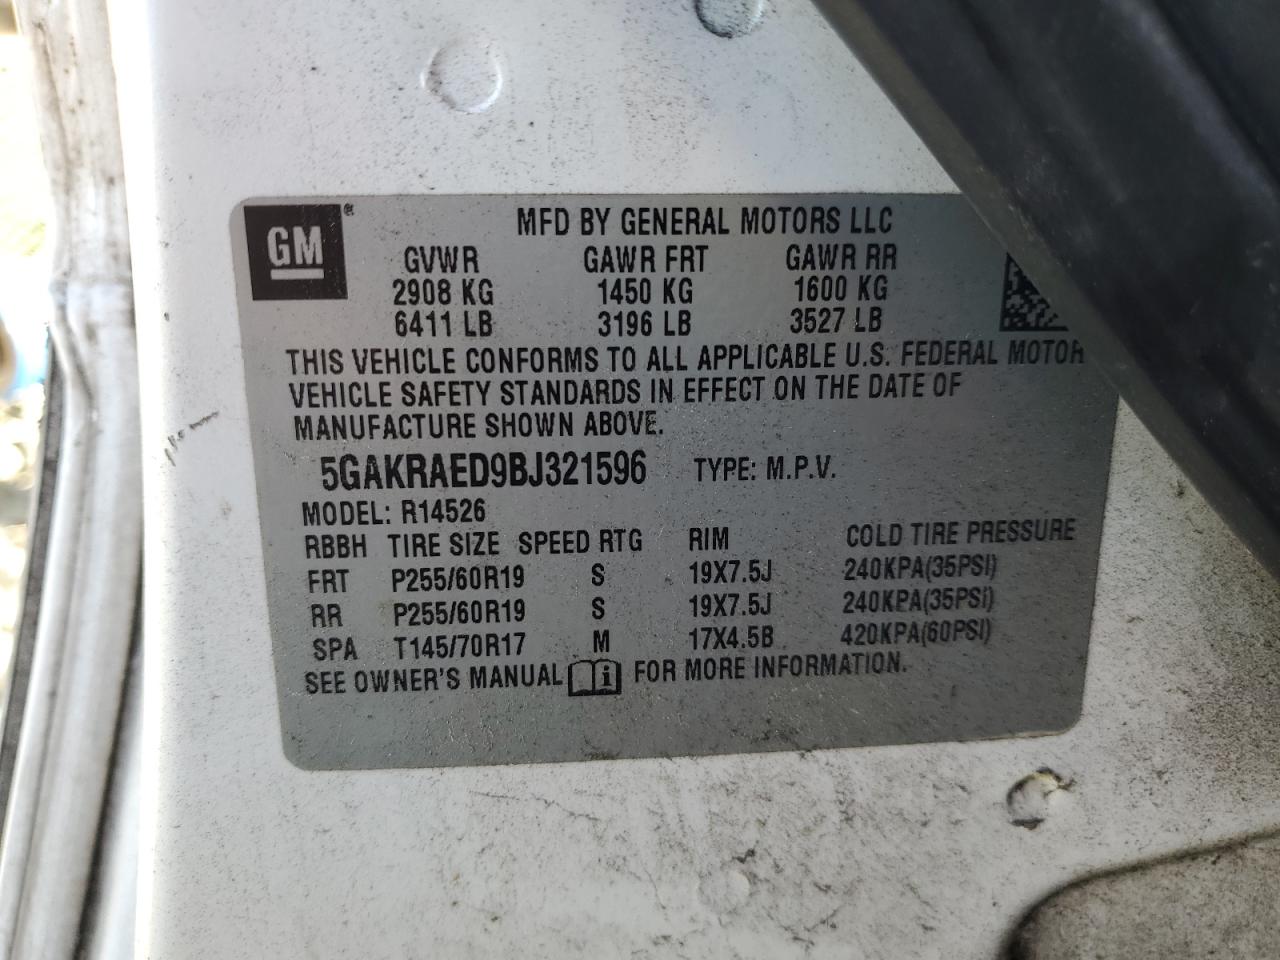 GM®
MFD BY GENERAL MOTORS LLC
GVWR GAWR FRT GAWR RR
2908 KG 1450 KG 1600 KG
6411 LB 3196 LB 3527 LB
THIS VEHICLE CONFORMS TO ALL APPLICABLE U.S. FEDERAL MOTOR
VEHICLE SAFETY STANDARDS IN EFFECT ON THE DATE OF
MANUFACTURE SHOWN ABOVE.
5GAKRAED9BJ321596 TYPE: M.P.V.
MODEL: R14526
RBBH TIRE SIZE SPEED RTG RIM COLD TIRE PRESSURE
FRT P255/60R19 S 19X7.5J 240KPA(35PSI)
RR P255/60R19 S 19X7.5J 240KPA(35PSI)
SPA T145/70R17 M 17X4.5B 420KPA(60PSI)
SEE OWNER'S MANUAL i FOR MORE INFORMATION.